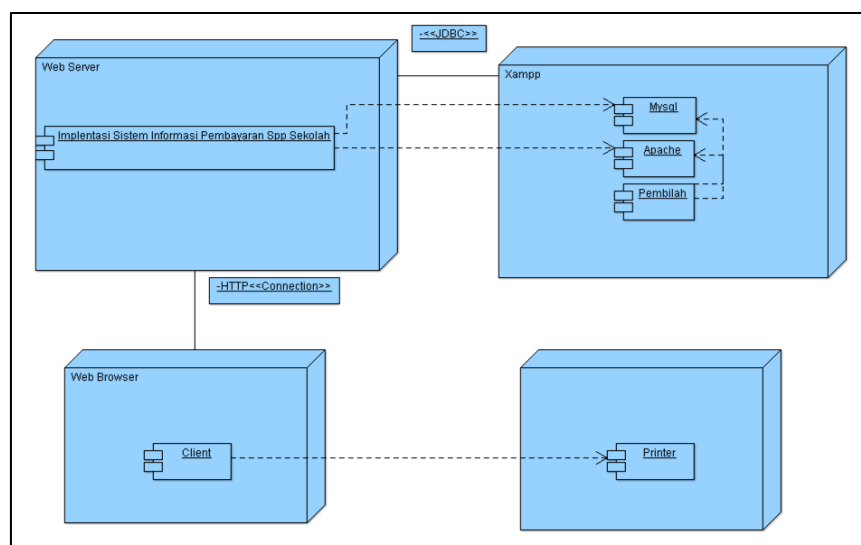 -<<JDBC>>
Web Server
Xampp
Mysql
Implentasi Sistem Informasi Pembayaran Spp Sekolah
Apache
Pembilah
-HTTP<<Connection>>
Web Browser
Client
Printer